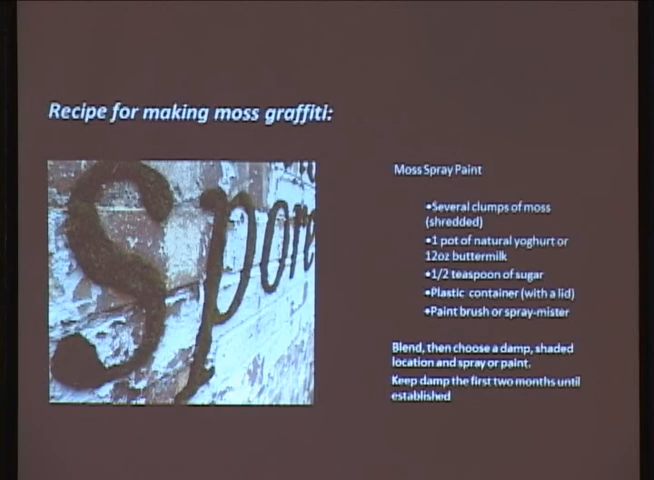 Recipe for making moss graffiti:
Spore
Moss Spray Paint
•Several clumps of moss
(shredded)
•1 pot of natural yoghurt or
12oz buttermilk
•1/2 teaspoon of sugar
•Plastic container (with a lid)
•Paint brush or spray-mister
Blend, then choose a damp, shaded
location and spray or paint.
Keep damp the first two months until
established